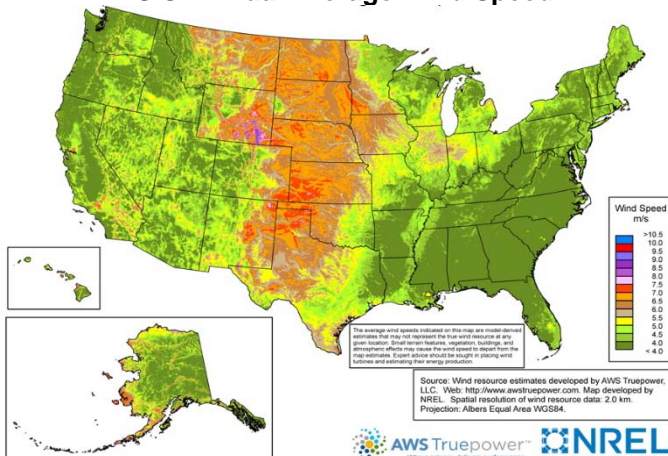 Wind Speed
m/s
>10.5
10.0
9.5
9.0
8.5
8.0
7.5
7.0
6.5
6.0
5.5
5.0
4.5
4.0
< 4.0
The average wind speeds indicated on this map are model-derived
estimates that may not represent the true wind resource at any
given location. Small terrain features, vegetation, buildings, and
atmospheric effects may cause the wind speed to depart from the
map estimates. Expert advice should be sought in placing wind
turbines and estimating their energy production.
Source: Wind resource estimates developed by AWS Truepower,
LLC. Web: http://www.awstruepower.com. Map developed by
NREL. Spatial resolution of wind resource data: 2.0 km.
Projection: Albers Equal Area WGS84.
AWS Truepower™
NREL